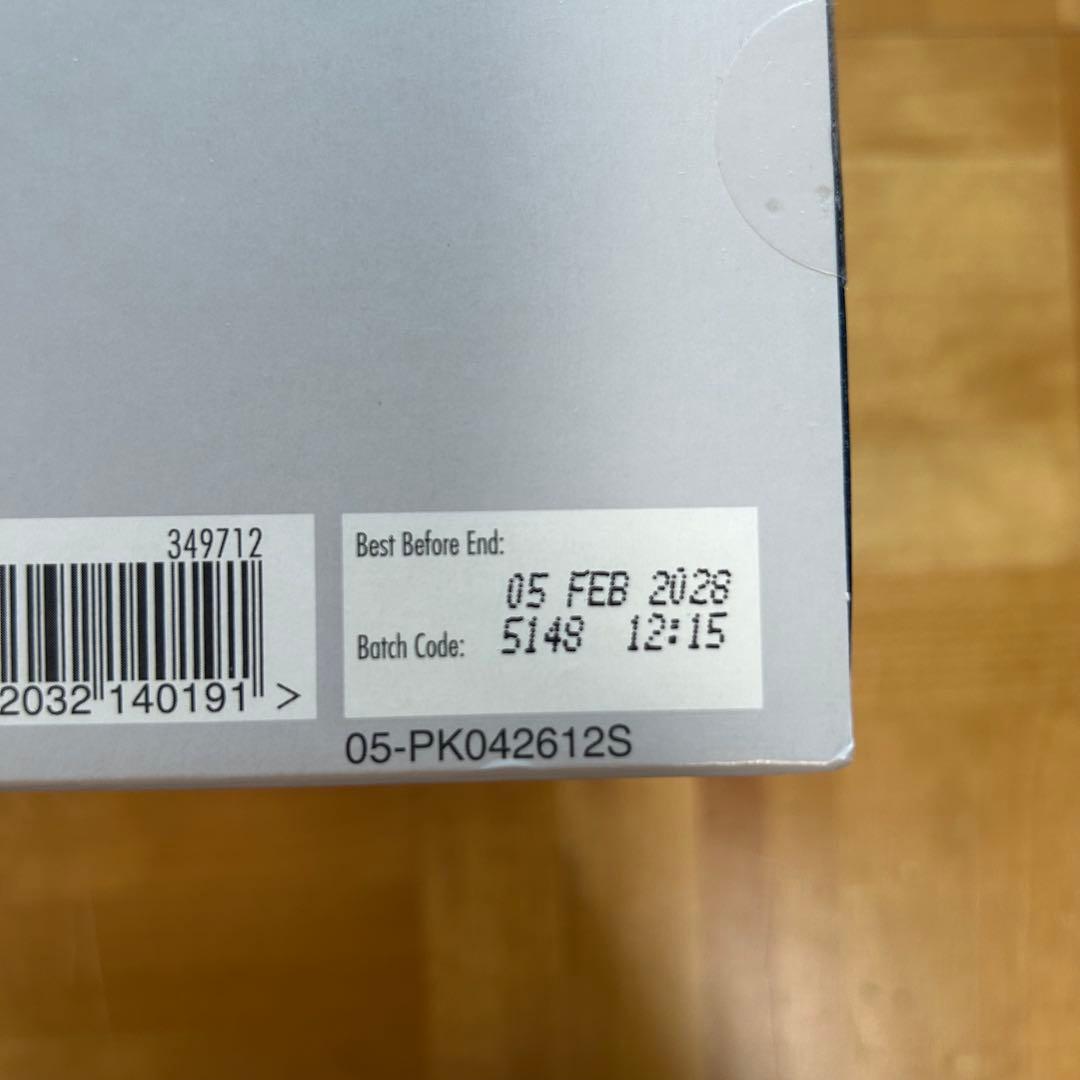 349712
2032 140191 >
Best Before End:
05 FEB 2028
Batch Code: 5148 12:15
05-PK042612S